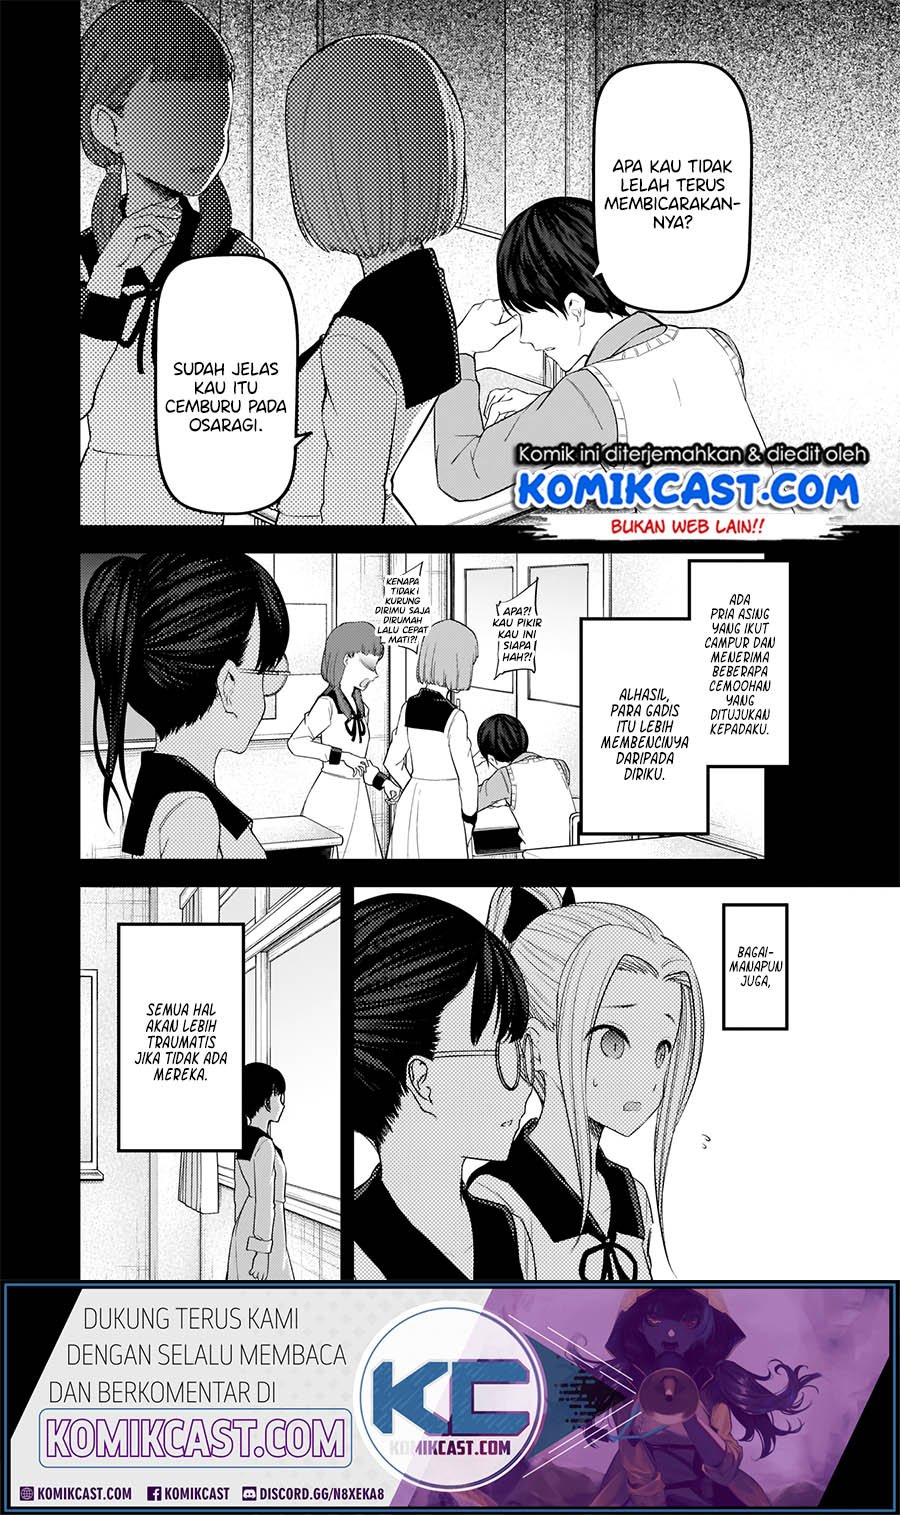 APA KAU TIDAK
LELAH TERUS
MEMBICARAKAN-
NYA?
SUDAH JELAS
KAU ITU
CEMBURU PADA
OSARAGI.
Komik ini diterjemahkan & diedit oleh
KOMIKCAST.COM
BUKAN WEB LAIN!!
ADA
PRIA ASING
YANG IKUT
CAMPUR DAN
MENERIMA
BEBERAPA
CEMOOHAN
YANG
DITUJUKAN
KEPADAKU.
ALHASIL,
PARA GADIS
ITU LEBIH
MEMBENCINYA
DARIPADA
DIRIKU.
APA?!
KAU PIKIR
KAU INI
SIAPA
HAH?!
KENAPA
TIDAK
KURUNG
DIRIMU SAJA
DIRUMAH
LALU CEPAT
MATI?!
BAGAI-
MANAPUN
JUGA,
SEMUA HAL
AKAN LEBIH
TRAUMATIS
JIKA TIDAK ADA
MEREKA.
DUKUNG TERUS KAMI
DENGAN SELALU MEMBACA
DAN BERKOMENTAR DI
KOMIKCAST.COM
KC
KOMIKCAST.COM
KOMIKCAST.COM KOMIKCAST DISCORD.GG/N8XEKA8